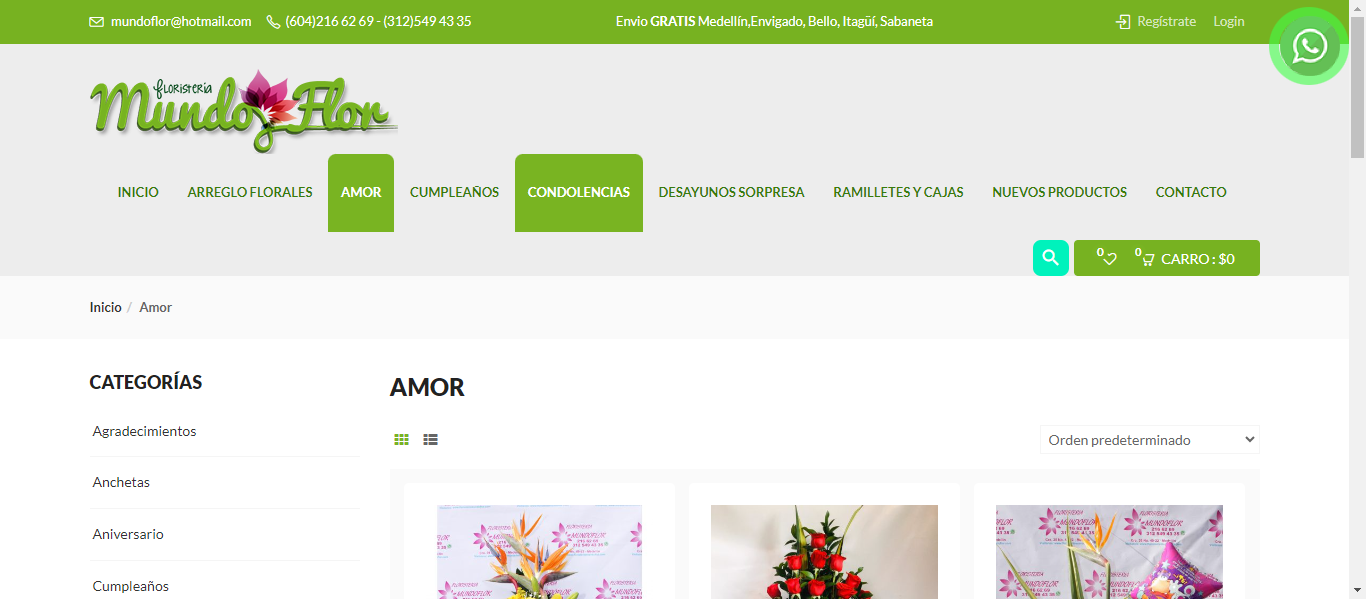 mundoflor@hotmail.com (604)216 62 69 - (312)549 43 35 Envio GRATIS Medellín,Envigado, Bello, Itagüí, Sabaneta Regístrate Login
Floristeria
Mundo Flor
INICIO ARREGLO FLORALES AMOR CUMPLEAÑOS CONDOLENCIAS DESAYUNOS SORPRESA RAMILLETES Y CAJAS NUEVOS PRODUCTOS CONTACTO
0 0 CARRO : $0
Inicio / Amor
CATEGORÍAS
Agradecimientos
Anchetas
Aniversario
Cumpleaños
AMOR
Orden predeterminado